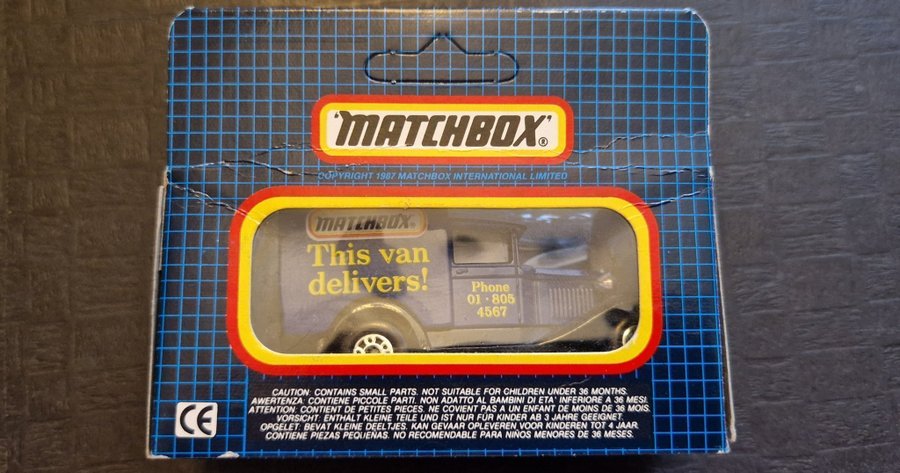 'MATCHBOX'®
COPYRIGHT 1987 MATCHBOX INTERNATIONAL LIMITED
MATCHBOX®
This van
delivers!
Phone
01·805
4567
CAUTION: CONTAINS SMALL PARTS. NOT SUITABLE FOR CHILDREN UNDER 36 MONTHS.
AWERTENZA: CONTIENE PICCOLE PARTI. NON ADATTO AL BAMBINI DI ETA' INFERIORE A 36 MESI.
ATTENTION: CONTIENT DE PETITES PIECES. NE CONVIENT PAS A UN ENFANT DE MOINS DE 36 MOIS.
VORSICHT: ENTHALT KLEINE TEILE UND IST NUR FÜR KINDER AB 3 JAHRE GEEIGNET.
OPGELET: BEVAT KLEINE DEELTJES. KAN GEVAAR OPLEVEREN VOOR KINDEREN TOT 4 JAAR.
CONTIENE PIEZAS PEQUEÑAS. NO RECOMENDABLE PARA NIÑOS MENORES DE 36 MESES.
CE